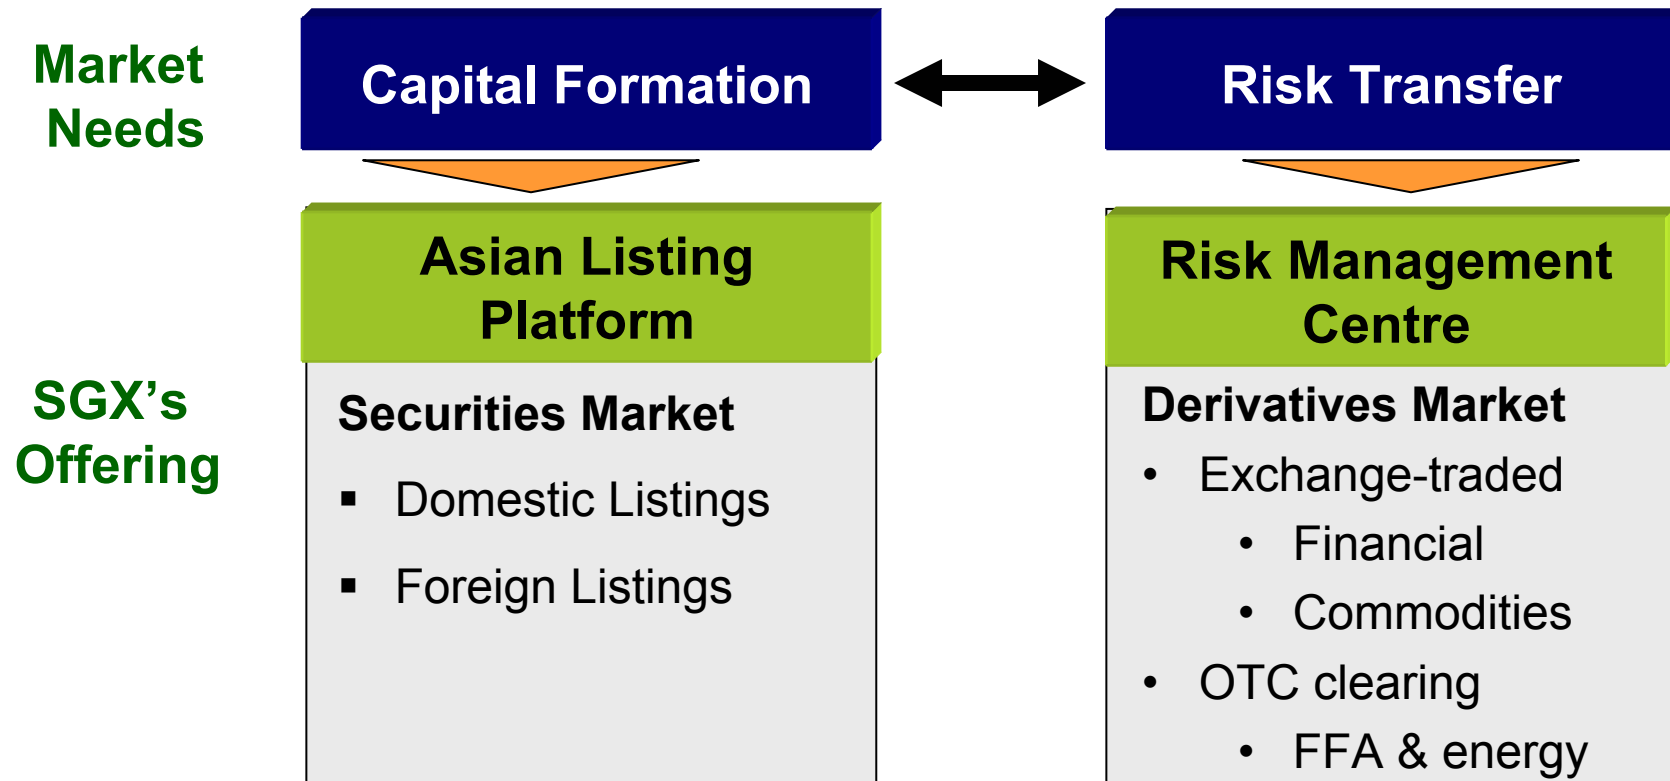 Market
Needs
Capital Formation
Risk Transfer
SGX’s
Offering
Asian Listing
Platform
Securities Market
▪ Domestic Listings
▪ Foreign Listings
Risk Management
Centre
Derivatives Market
• Exchange-traded
• Financial
• Commodities
• OTC clearing
• FFA & energy